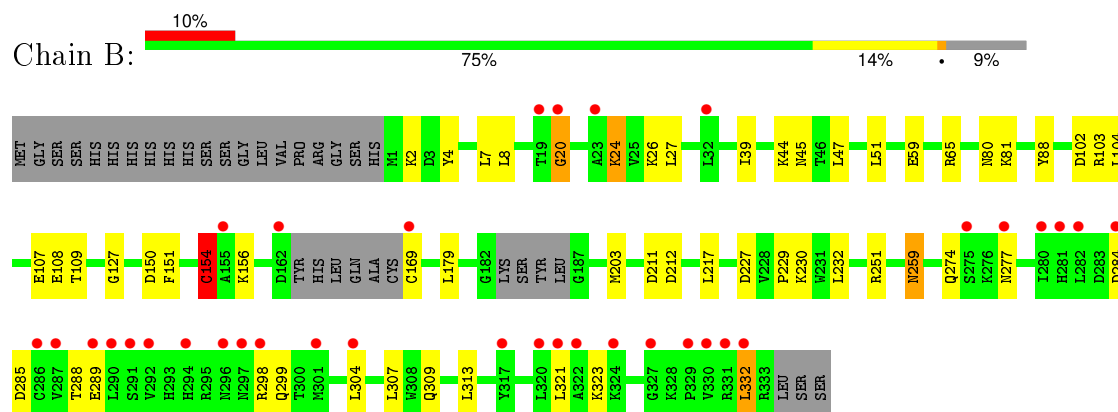 10%
Chain B:
75% 14% • 9%
MET GLY SER SER HIS HIS HIS HIS HIS HIS SER SER GLY LEU VAL PRO ARG GLY SER HIS M1 K2 D3 Y4 L7 L8 T19 G20 A23 K24 V25 K26 L27 L32 I39 K44 N45 T46 L47 L51 E59 R65 N80 K81 Y88 D102 R103
E107 E108 T109 G127 D150 F151 G154 A155 K156 D162 TYR HIS LEU GLN ALA CYS C169 L179 G182 LYS SER TYR LEU G187 M203 D211 D212 L217 D227 V228 P229 K230 W231 L232 R251 N259 Q274 S275 K276 N277 I280 H281 L282 D283
D285 C286 V287 T288 E289 L290 S291 V292 H293 H294 R295 N296 N297 R298 Q299 T300 M301 L304 L307 W308 Q309 L313 Y317 L320 L321 A322 K323 K324 G327 K328 P329 V330 R331 L332 R333 LEU SER SER